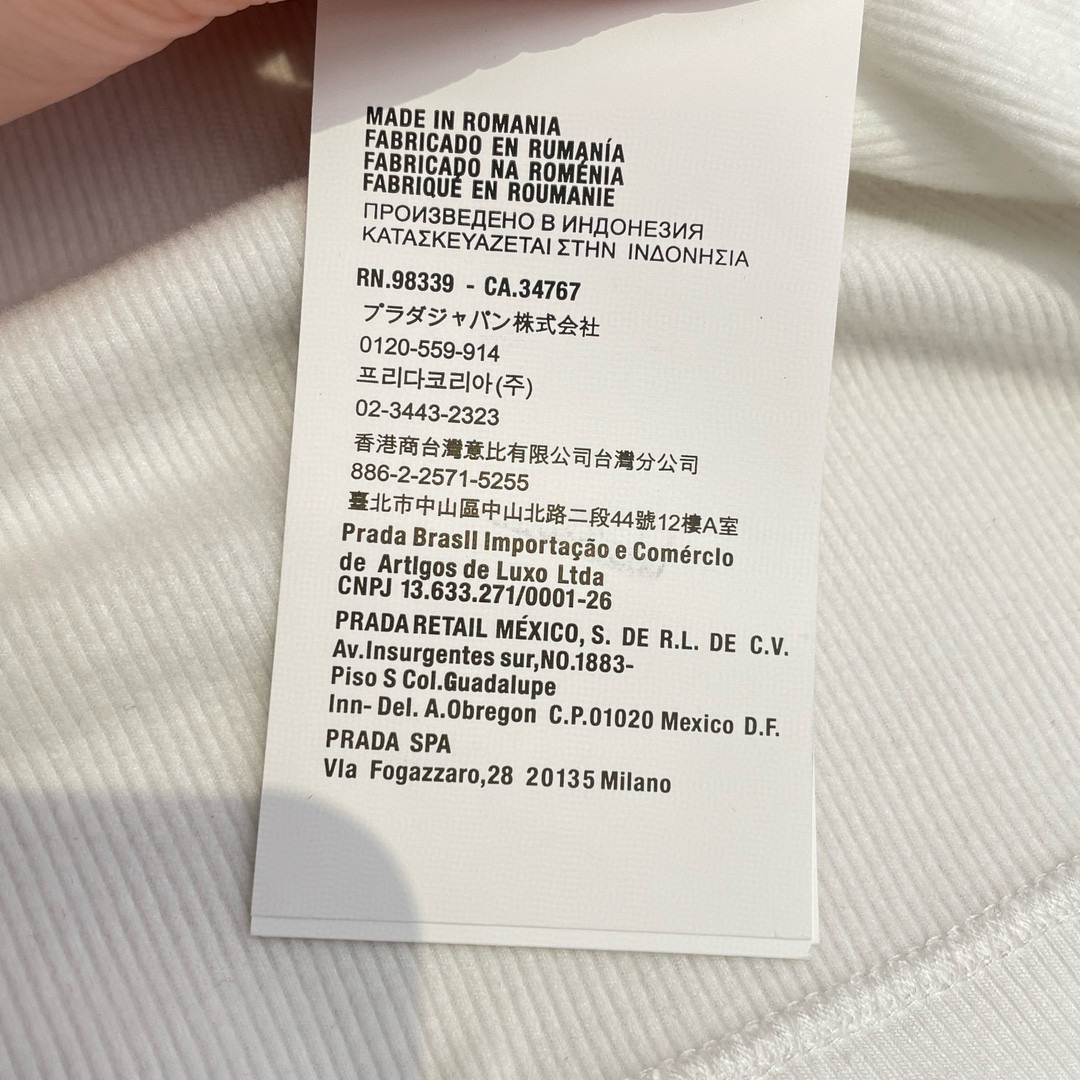 MADE IN ROMANIA
FABRICADO EN RUMANÍA
FABRICADO NA ROMÉNIA
FABRIQUÉ EN ROUMANIE
ПРОИЗВЕДЕНО В ИНДОНЕЗИЯ
ΚΑΤΑΣΚΕΥΑΖΕΤΑΙ ΣΤΗΝ ΙΝΔΟΝΗΣΙΑ
RN.98339 - CA.34767
プラダジャパン株式会社
0120-559-914
프리다코리아(주)
02-3443-2323
香港商台灣意比有限公司台灣分公司
886-2-2571-5255
臺北市中山區中山北路二段44號12樓A室
Prada BrasIl Importação e ComércIo
de ArtIgos de Luxo Ltda
CNPJ 13.633.271/0001-26
PRADA RETAIL MÉXICO, S. DE R.L. DE C.V.
Av.Insurgentes sur,NO.1883-
Piso S Col.Guadalupe
Inn- Del. A.Obregon C.P.01020 Mexico D.F.
PRADA SPA
VIa Fogazzaro,28 20135 Milano